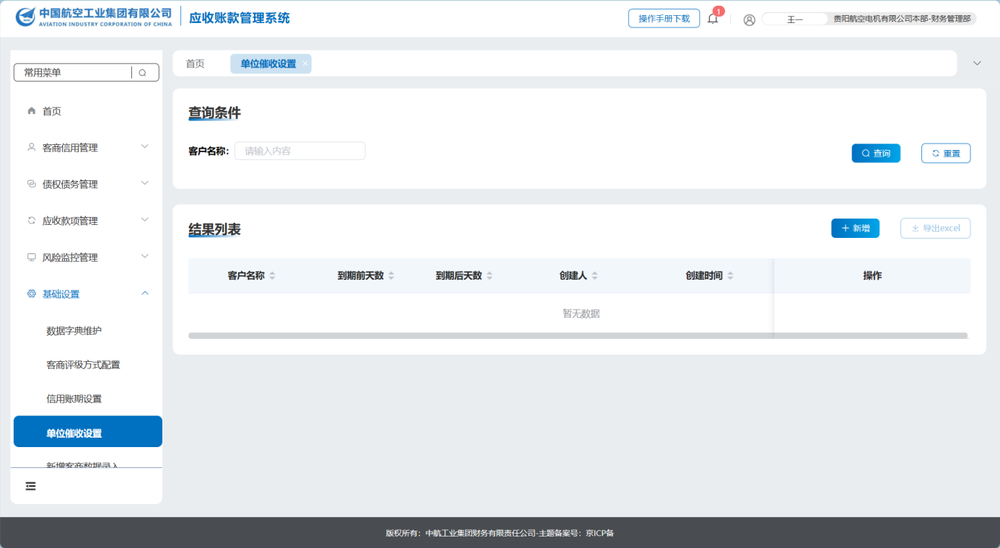 中国航空工业集团有限公司
AVIATION INDUSTRY CORPORATION OF CHINA
应收账款管理系统
操作手册下载
1
王一
贵阳航空电机有限公司本部-财务管理部
常用菜单
首页
客商信用管理
债权债务管理
应收款项管理
风险监控管理
基础设置
数据字典维护
客商评级方式配置
信用账期设置
单位催收设置
新增客商数据录入
首页
单位催收设置
查询条件
客户名称：
请输入内容
查询
重置
结果列表
新增
导出excel
客户名称 到期前天数 到期后天数 创建人 创建时间 操作
暂无数据
版权所有：中航工业集团财务有限责任公司-主题备案号：京ICP备